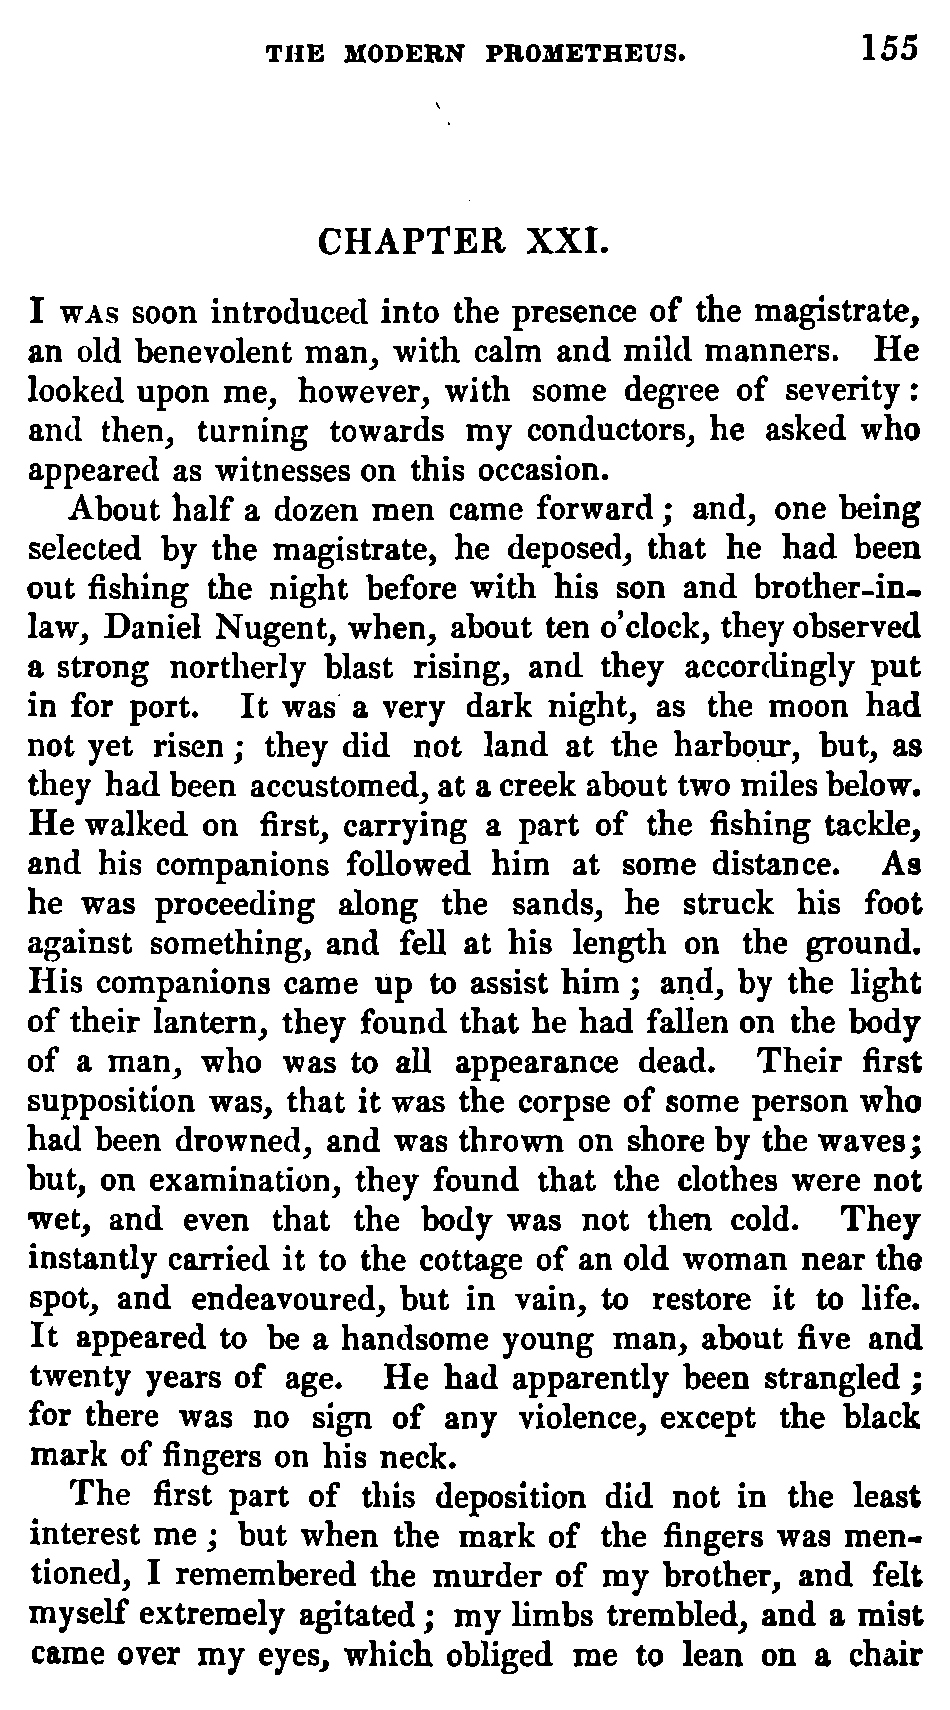 THE MODERN PROMETHEUS. 155
CHAPTER XXI.
I WAS soon introduced into the presence of the magistrate,
an old benevolent man, with calm and mild manners. He
looked upon me, however, with some degree of severity :
and then, turning towards my conductors, he asked who
appeared as witnesses on this occasion.
About half a dozen men came forward ; and, one being
selected by the magistrate, he deposed, that he had been
out fishing the night before with his son and brother-in-
law, Daniel Nugent, when, about ten o'clock, they observed
a strong northerly blast rising, and they accordingly put
in for port. It was a very dark night, as the moon had
not yet risen ; they did not land at the harbour, but, as
they had been accustomed, at a creek about two miles below.
He walked on first, carrying a part of the fishing tackle,
and his companions followed him at some distance. As
he was proceeding along the sands, he struck his foot
against something, and fell at his length on the ground.
His companions came up to assist him ; and, by the light
of their lantern, they found that he had fallen on the body
of a man, who was to all appearance dead. Their first
supposition was, that it was the corpse of some person who
had been drowned, and was thrown on shore by the waves;
but, on examination, they found that the clothes were not
wet, and even that the body was not then cold. They
instantly carried it to the cottage of an old woman near the
spot, and endeavoured, but in vain, to restore it to life.
It appeared to be a handsome young man, about five and
twenty years of age. He had apparently been strangled ;
for there was no sign of any violence, except the black
mark of fingers on his neck.
The first part of this deposition did not in the least
interest me ; but when the mark of the fingers was men-
tioned, I remembered the murder of my brother, and felt
myself extremely agitated ; my limbs trembled, and a mist
came over my eyes, which obliged me to lean on a chair